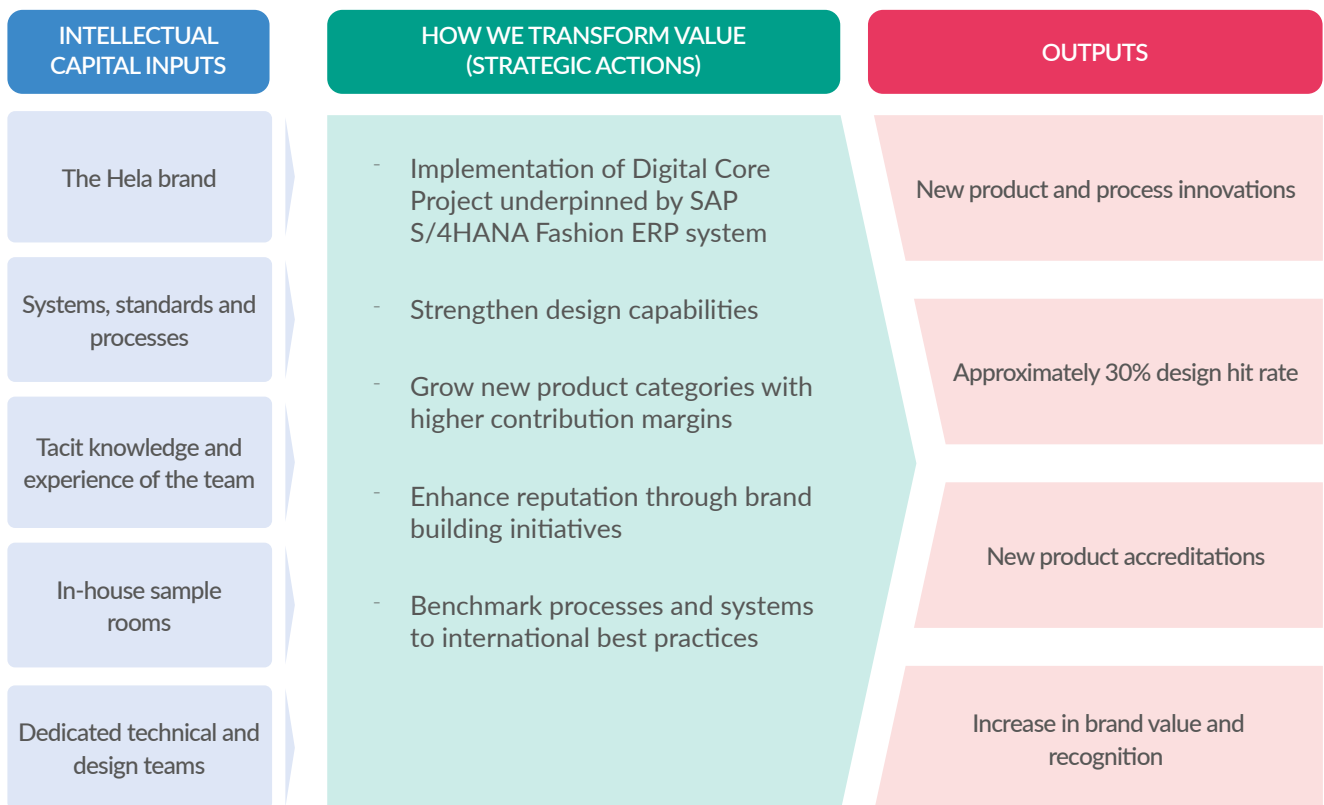 INTELLECTUAL
CAPITAL INPUTS
The Hela brand
Systems, standards and
processes
Tacit knowledge and
experience of the team
In-house sample
rooms
Dedicated technical and
design teams
HOW WE TRANSFORM VALUE
(STRATEGIC ACTIONS)
- Implementation of Digital Core
Project underpinned by SAP
S/4HANA Fashion ERP system
- Strengthen design capabilities
- Grow new product categories with
higher contribution margins
- Enhance reputation through brand
building initiatives
- Benchmark processes and systems
to international best practices
OUTPUTS
New product and process innovations
Approximately 30% design hit rate
New product accreditations
Increase in brand value and
recognition